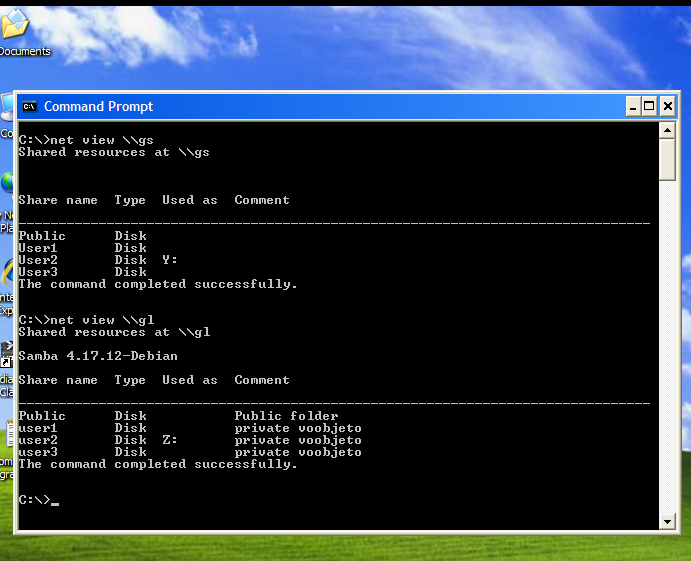 Documents
Command Prompt
C:\>net view \\gs
Shared resources at \\gs
Share name  Type  Used as  Comment
-------------------------------------------------------------------------------
Public      Disk
User1       Disk
User2       Disk  Y:
User3       Disk
The command completed successfully.
C:\>net view \\gl
Shared resources at \\gl
Samba 4.17.12-Debian
Share name  Type  Used as  Comment
-------------------------------------------------------------------------------
Public      Disk           Public folder
user1       Disk           private voobjeto
user2       Disk  Z:       private voobjeto
user3       Disk           private voobjeto
The command completed successfully.
C:\>_